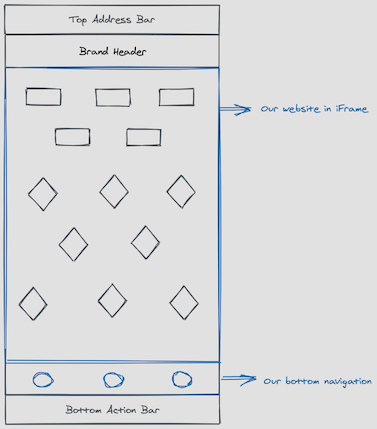 Top Address Bar
Brand Header
Our website in iFrame
Our bottom navigation
Bottom Action Bar